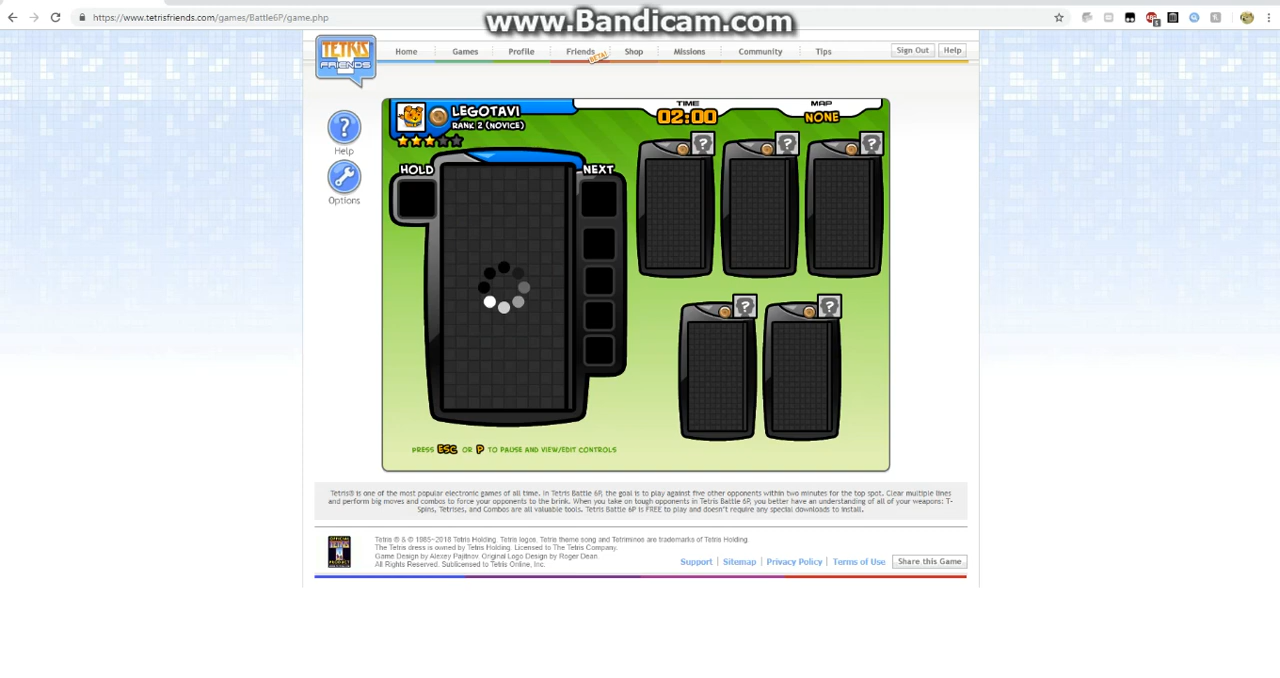 https://www.tetrisfriends.com/games/Battle6P/game.php
www.Bandicam.com
TETRIS
FRIENDS
Home
Games
Profile
Friends
BETA!
Shop
Missions
Community
Tips
Sign Out
Help
Help
Options
LEGOTAVI
RANK 2 (NOVICE)
TIME
02:00
MAP
NONE
HOLD
NEXT
PRESS ESC OR P TO PAUSE AND VIEW/EDIT CONTROLS
Tetris® is one of the most popular electronic games of all time. In Tetris Battle 6P, the goal is to play against five other opponents within two minutes for the top spot. Clear multiple lines
and perform big moves and combos to force your opponents to the brink. When you take on tough opponents in Tetris Battle 6P, you better have an understanding of all of your weapons: T-
Spins, Tetrises, and Combos are all valuable tools. Tetris Battle 6P is FREE to play and doesn't require any special downloads to install.
Tetris ® & © 1985~2018 Tetris Holding. Tetris logos, Tetris theme song and Tetriminos are trademarks of Tetris Holding
The Tetris dress is owned by Tetris Holding. Licensed to The Tetris Company.
Game Design by Alexey Pajitnov. Original Logo Design by Roger Dean.
All Rights Reserved. Sublicensed to Tetris Online, Inc.
Support
Sitemap
Privacy Policy
Terms of Use
Share this Game